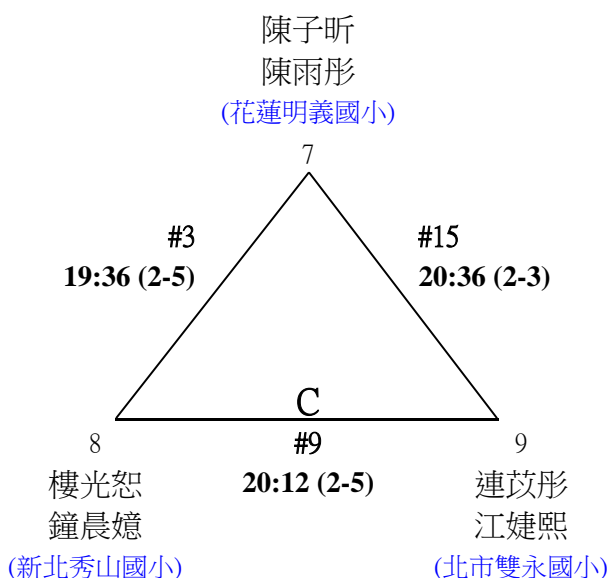 陳子昕
陳雨彤
(花蓮明義國小)
7
#3
19:36 (2-5)
#15
20:36 (2-3)
C
8
#9
9
樓光恕
鐘晨嬑
(新北秀山國小)
20:12 (2-5)
連苡彤
江婕熙
(北市雙永國小)